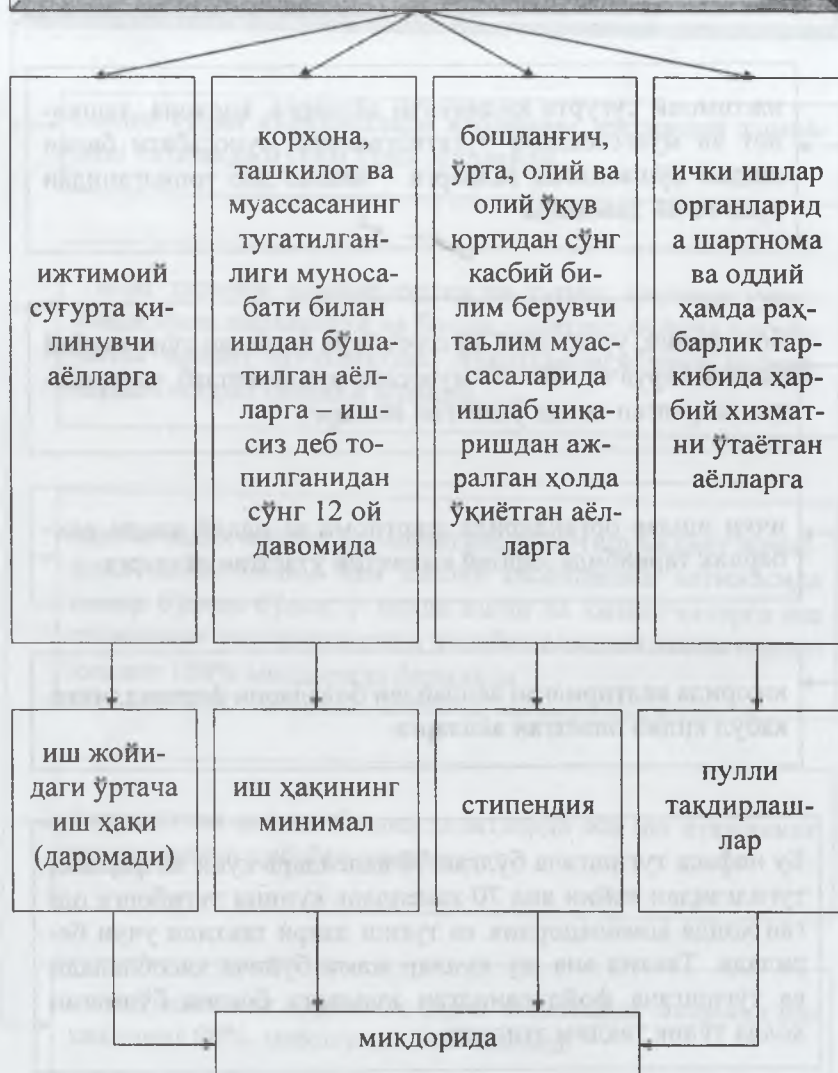 ижтимоий
суғурта қи-
линувчи
аёлларга
корхона,
ташкилот ва
муассасанинг
тугатилган-
лиги муноса-
бати билан
ишдан бўша-
тилган аёл-
ларга – иш-
сиз деб то-
пилганидан
сўнг 12 ой
давомида
бошланғич,
ўрта, олий ва
олий ўқув
юртидан сўнг
касбий би-
лим берувчи
таълим муас-
сасаларида
ишлаб чиқа-
ришдан аж-
ралган ҳолда
ўқиётган аёл-
ларга
ички ишлар
органларид
а шартнома
ва оддий
ҳамда раҳ-
барлик тар-
кибида ҳар-
бий хизмат-
ни ўтаётган
аёлларга
иш жойи-
даги ўртача
иш ҳақи
(даромади)
иш ҳақининг
минимал
стипендия
пулли
тақдирлаш-
лар
миқдорида